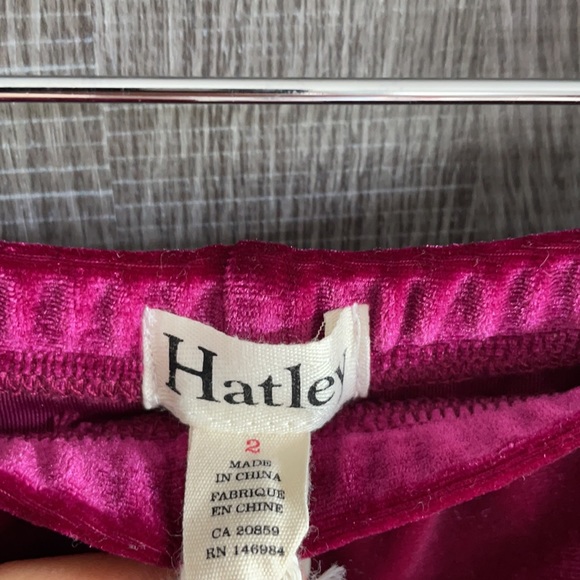 Hatley
2
MADE
IN CHINA
FABRIQUE
EN CHINE
CA 20859
RN 146984